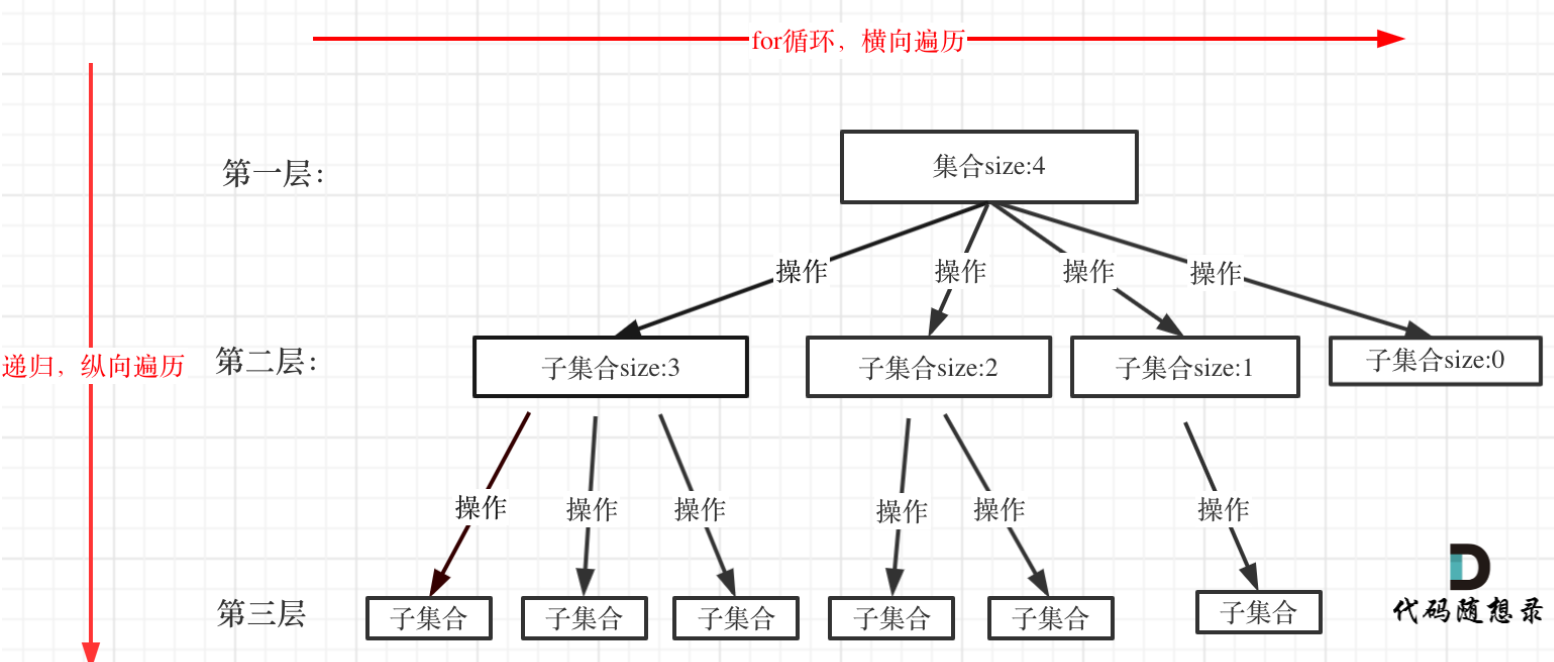 for循环，横向遍历
第一层：
集合size:4
操作
操作
操作
操作
递归，纵向遍历
第二层：
子集合size:3
子集合size:2
子集合size:1
子集合size:0
操作
操作
操作
操作
操作
操作
第三层
子集合
子集合
子集合
子集合
子集合
子集合
代码随想录